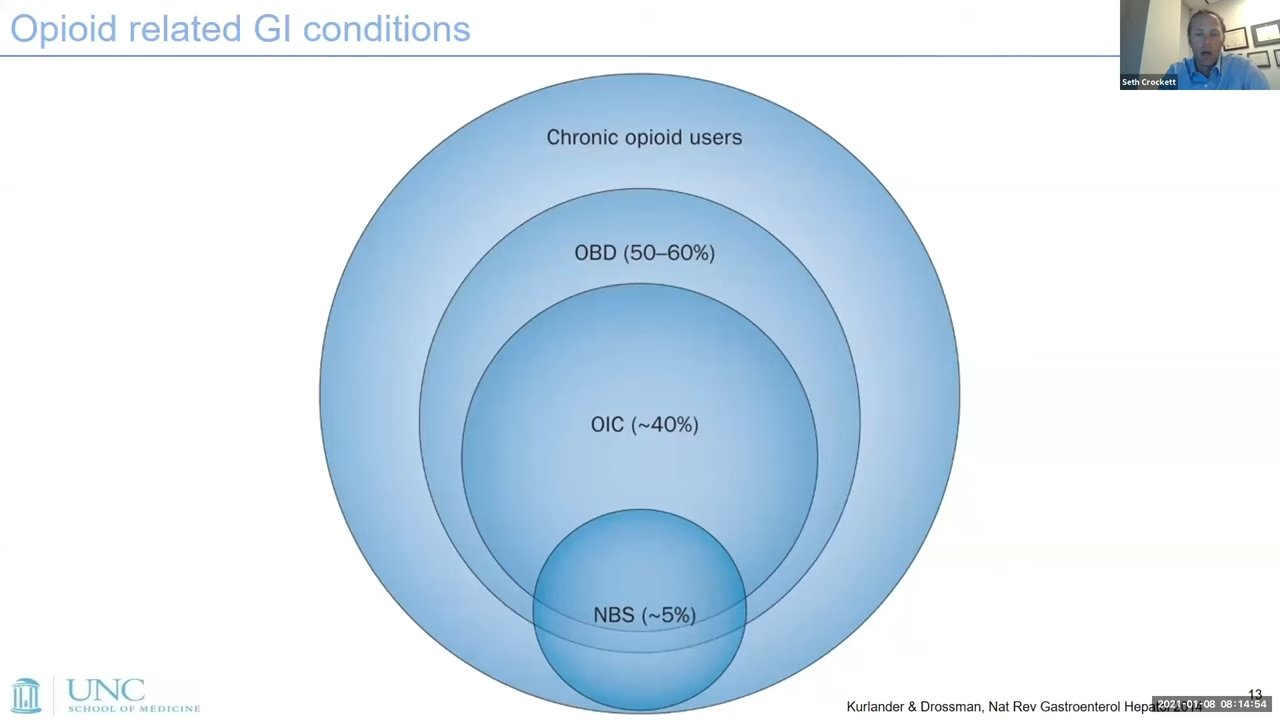 Opioid related GI conditions
Seth Crockett
Chronic opioid users
OBD (50–60%)
OIC (~40%)
NBS (~5%)
UNC
SCHOOL OF MEDICINE
13
Kurlander & Drossman, Nat Rev Gastroenterol
2021-01-08 08:14:54